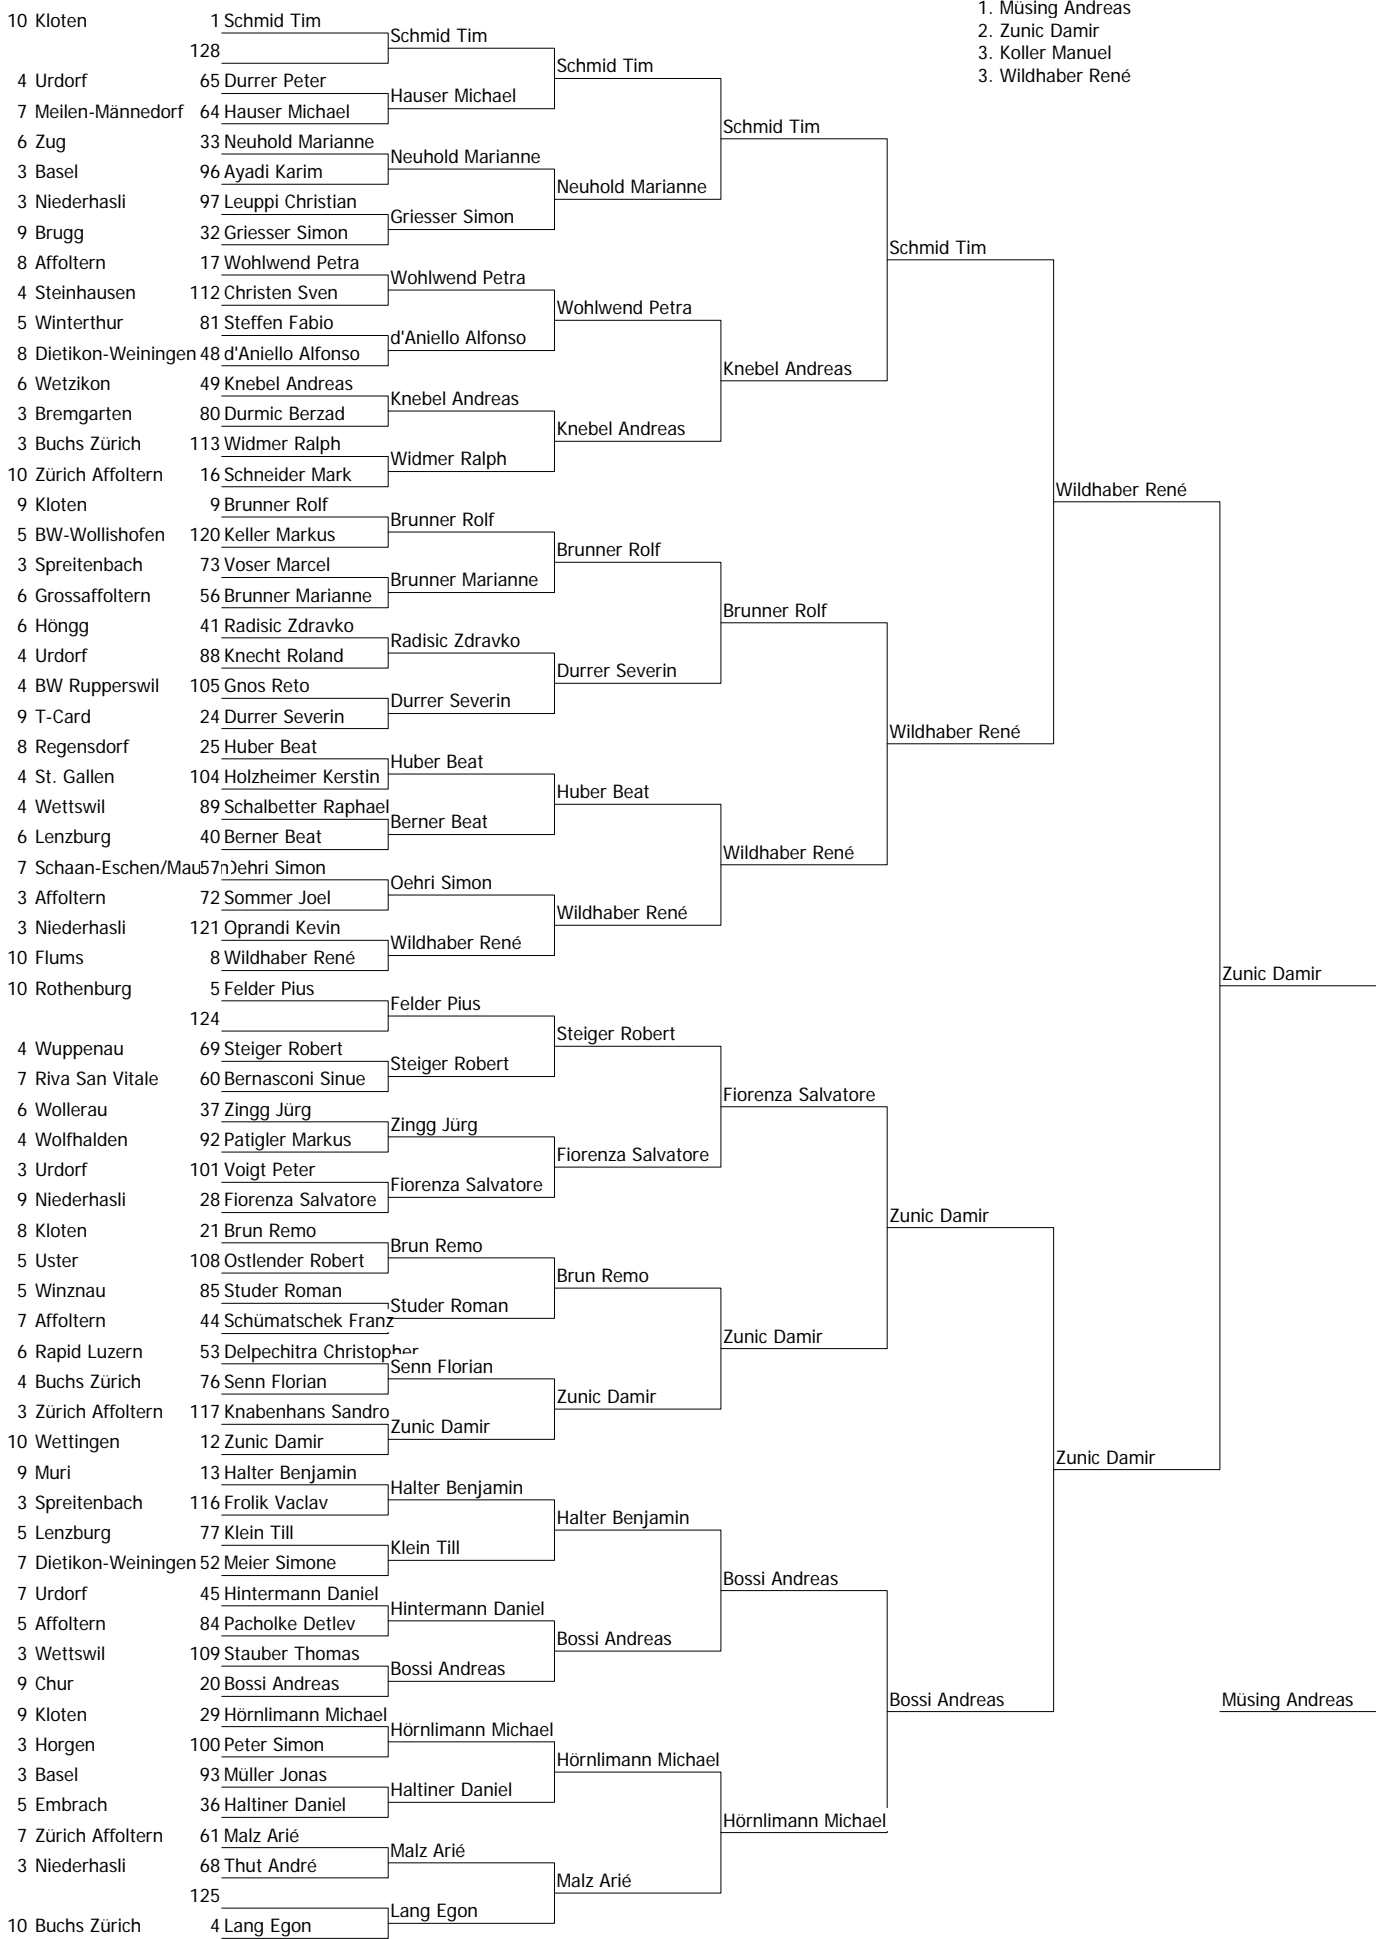 1. Müsing Andreas
2. Zunic Damir
3. Koller Manuel
3. Wildhaber René
10 Kloten 1 Schmid Tim
Schmid Tim
128
Schmid Tim
4 Urdorf 65 Durrer Peter
Hauser Michael
7 Meilen-Männedorf 64 Hauser Michael
Schmid Tim
6 Zug 33 Neuhold Marianne
Neuhold Marianne
3 Basel 96 Ayadi Karim
Neuhold Marianne
3 Niederhasli 97 Leuppi Christian
Griesser Simon
9 Brugg 32 Griesser Simon
Schmid Tim
8 Affoltern 17 Wohlwend Petra
Wohlwend Petra
4 Steinhausen 112 Christen Sven
Wohlwend Petra
5 Winterthur 81 Steffen Fabio
d'Aniello Alfonso
8 Dietikon-Weiningen 48 d'Aniello Alfonso
Knebel Andreas
6 Wetzikon 49 Knebel Andreas
Knebel Andreas
3 Bremgarten 80 Durmic Berzad
Knebel Andreas
3 Buchs Zürich 113 Widmer Ralph
Widmer Ralph
10 Zürich Affoltern 16 Schneider Mark
Wildhaber René
9 Kloten 9 Brunner Rolf
Brunner Rolf
5 BW-Wollishofen 120 Keller Markus
Brunner Rolf
3 Spreitenbach 73 Voser Marcel
Brunner Marianne
6 Grossaffoltern 56 Brunner Marianne
Brunner Rolf
6 Höngg 41 Radisic Zdravko
Radisic Zdravko
4 Urdorf 88 Knecht Roland
Durrer Severin
4 BW Rupperswil 105 Gnos Reto
Durrer Severin
9 T-Card 24 Durrer Severin
Wildhaber René
8 Regensdorf 25 Huber Beat
Huber Beat
4 St. Gallen 104 Holzheimer Kerstin
Huber Beat
4 Wettswil 89 Schalbetter Raphael
Berner Beat
6 Lenzburg 40 Berner Beat
Wildhaber René
7 Schaan-Eschen/Mau 57 Oehri Simon
Oehri Simon
3 Affoltern 72 Sommer Joel
Wildhaber René
3 Niederhasli 121 Oprandi Kevin
Wildhaber René
10 Flums 8 Wildhaber René
Zunic Damir
10 Rothenburg 5 Felder Pius
Felder Pius
124
Steiger Robert
4 Wuppenau 69 Steiger Robert
Steiger Robert
7 Riva San Vitale 60 Bernasconi Sinue
Fiorenza Salvatore
6 Wollerau 37 Zingg Jürg
Zingg Jürg
4 Wolfhalden 92 Patigler Markus
Fiorenza Salvatore
3 Urdorf 101 Voigt Peter
Fiorenza Salvatore
9 Niederhasli 28 Fiorenza Salvatore
Zunic Damir
8 Kloten 21 Brun Remo
Brun Remo
5 Uster 108 Ostlender Robert
Brun Remo
5 Winznau 85 Studer Roman
Studer Roman
7 Affoltern 44 Schümatschek Franz
Zunic Damir
6 Rapid Luzern 53 Delpechitra Christopher
Senn Florian
4 Buchs Zürich 76 Senn Florian
Zunic Damir
3 Zürich Affoltern 117 Knabenhans Sandro
Zunic Damir
10 Wettingen 12 Zunic Damir
Zunic Damir
9 Muri 13 Halter Benjamin
Halter Benjamin
3 Spreitenbach 116 Frolik Vaclav
Halter Benjamin
5 Lenzburg 77 Klein Till
Klein Till
7 Dietikon-Weiningen 52 Meier Simone
Bossi Andreas
7 Urdorf 45 Hintermann Daniel
Hintermann Daniel
5 Affoltern 84 Pacholke Detlev
Bossi Andreas
3 Wettswil 109 Stauber Thomas
Bossi Andreas
9 Chur 20 Bossi Andreas
Bossi Andreas
Müsing Andreas
9 Kloten 29 Hörnlimann Michael
Hörnlimann Michael
3 Horgen 100 Peter Simon
Hörnlimann Michael
3 Basel 93 Müller Jonas
Haltiner Daniel
5 Embrach 36 Haltiner Daniel
Hörnlimann Michael
7 Zürich Affoltern 61 Malz Arié
Malz Arié
3 Niederhasli 68 Thut André
Malz Arié
125
Lang Egon
10 Buchs Zürich 4 Lang Egon